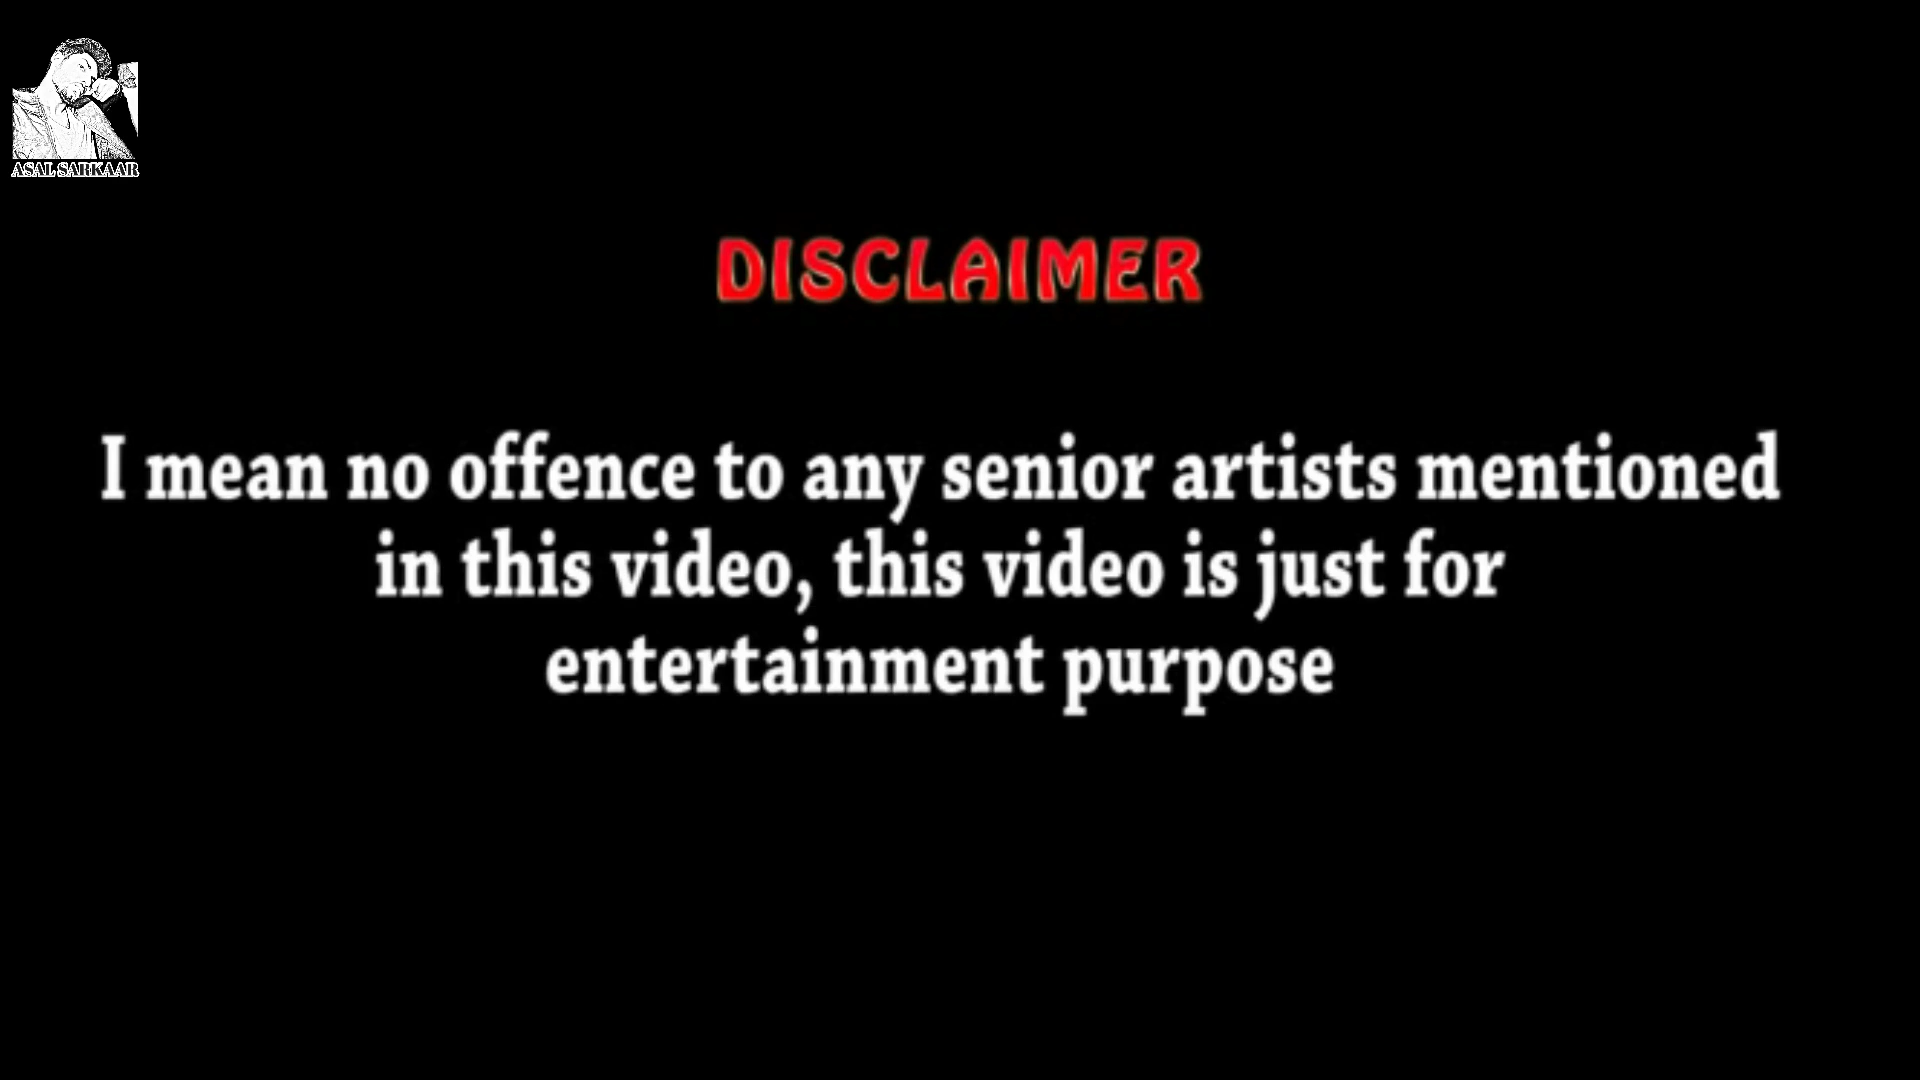 ASAL SARKAAR
DISCLAIMER
I mean no offence to any senior artists mentioned
in this video, this video is just for
entertainment purpose